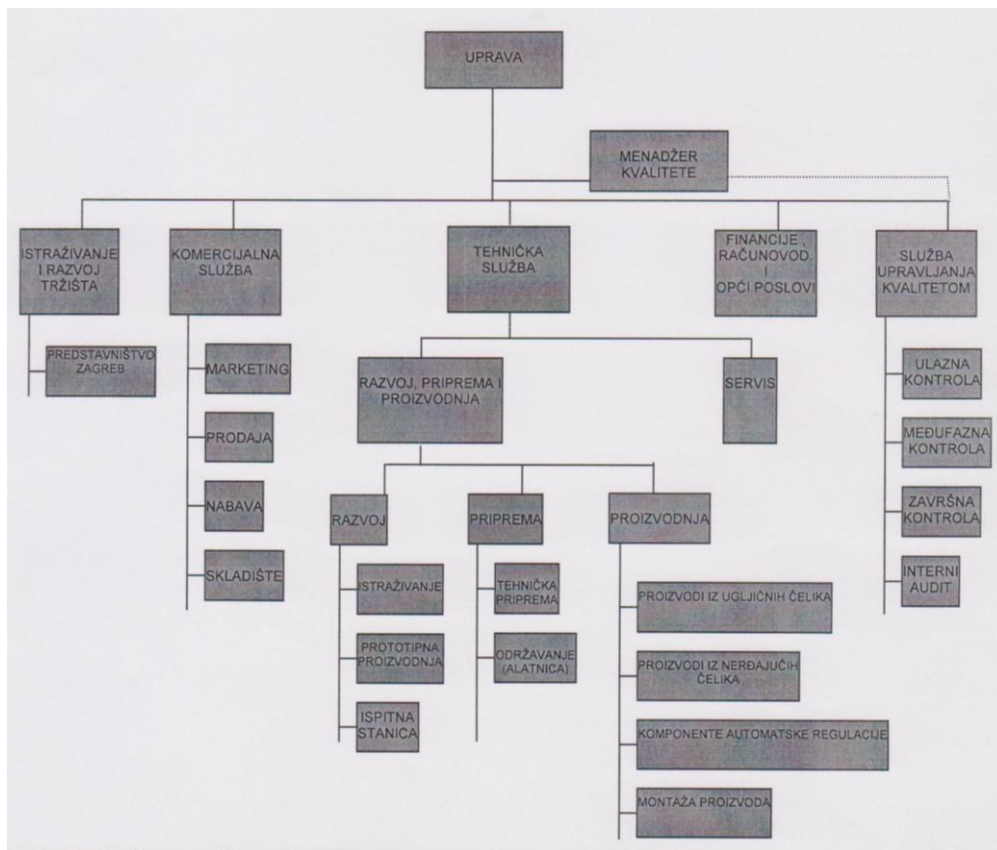 UPRAVA
MENADŽER
KVALITETE
ISTRAŽIVANJE
I RAZVOJ
TRŽIŠTA
KOMERCIJALNA
SLUŽBA
TEHNIČKA
SLUŽBA
FINANCIJE ,
RAČUNOVOD.
I
OPĆI POSLOVI
SLUŽBA
UPRAVLJANJA
KVALITETOM
PREDSTAVNIŠTVO
ZAGREB
MARKETING
PRODAJA
NABAVA
SKLADIŠTE
RAZVOJ, PRIPREMA I
PROIZVODNJA
SERVIS
ULAZNA
KONTROLA
MEĐUFAZNA
KONTROLA
ZAVRŠNA
KONTROLA
INTERNI
AUDIT
RAZVOJ
PRIPREMA
PROIZVODNJA
ISTRAŽIVANJE
PROTOTIPNA
PROIZVODNJA
ISPITNA
STANICA
TEHNIČKA
PRIPREMA
ODRŽAVANJE
(ALATNICA)
PROIZVODI IZ UGLJIČNIH ČELIKA
PROIZVODI IZ NERĐAJUČIH
ČELIKA
KOMPONENTE AUTOMATSKE REGULACIJE
MONTAŽA PROIZVODA